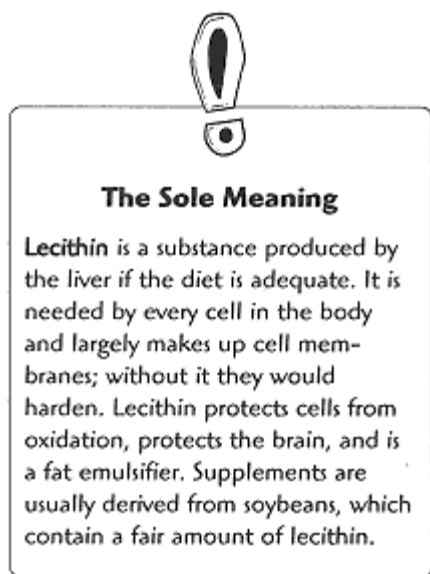 The Sole Meaning
Lecithin is a substance produced by
the liver if the diet is adequate. It is
needed by every cell in the body
and largely makes up cell mem-
branes; without it they would
harden. Lecithin protects cells from
oxidation, protects the brain, and is
a fat emulsifier. Supplements are
usually derived from soybeans, which
contain a fair amount of lecithin.